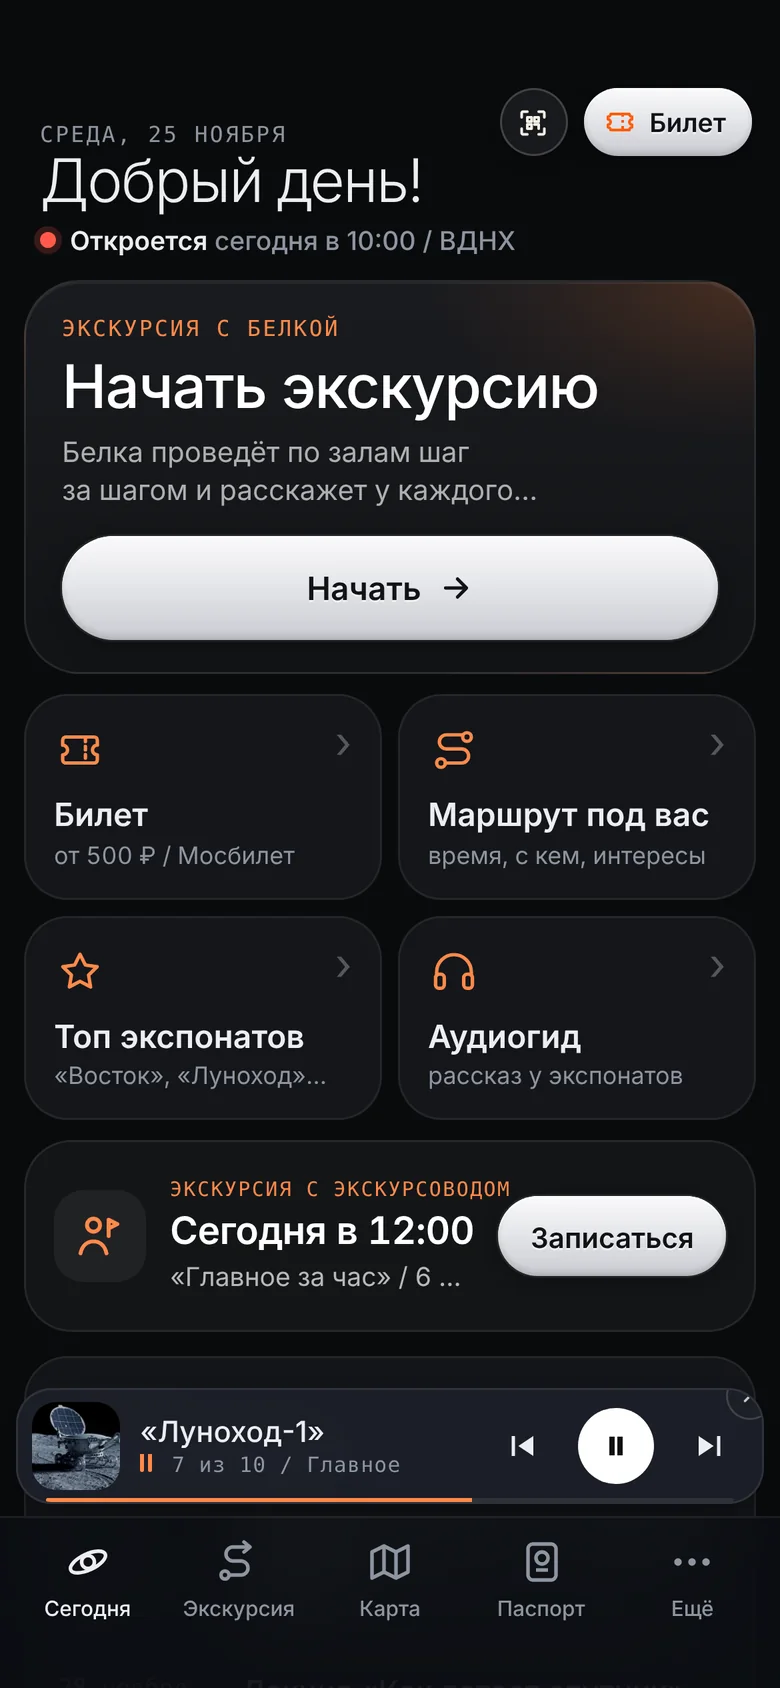 СРЕДА, 25 НОЯБРЯ
Билет
Добрый день!
Откроется сегодня в 10:00 / ВДНХ
ЭКСКУРСИЯ С БЕЛКОЙ
Начать экскурсию
Белка проведёт по залам шаг
за шагом и расскажет у каждого...
Начать →
Билет
от 500 ₽ / Мосбилет
Маршрут под вас
время, с кем, интересы
Топ экспонатов
«Восток», «Луноход»...
Аудиогид
рассказ у экспонатов
ЭКСКУРСИЯ С ЭКСКУРСОВОДОМ
Сегодня в 12:00
«Главное за час» / 6 ...
Записаться
«Луноход-1»
7 из 10 / Главное
Сегодня
Экскурсия
Карта
Паспорт
Ещё